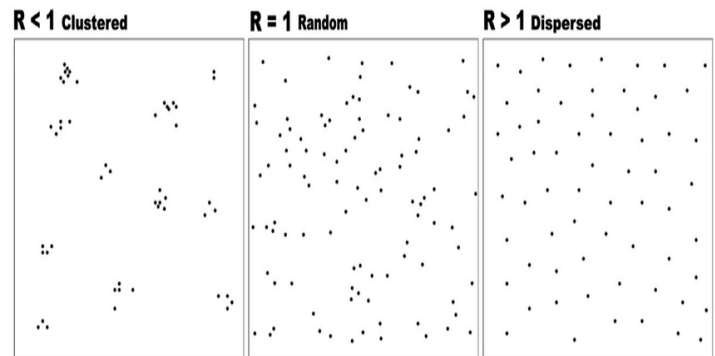 R < 1 Clustered
R = 1 Random
R > 1 Dispersed